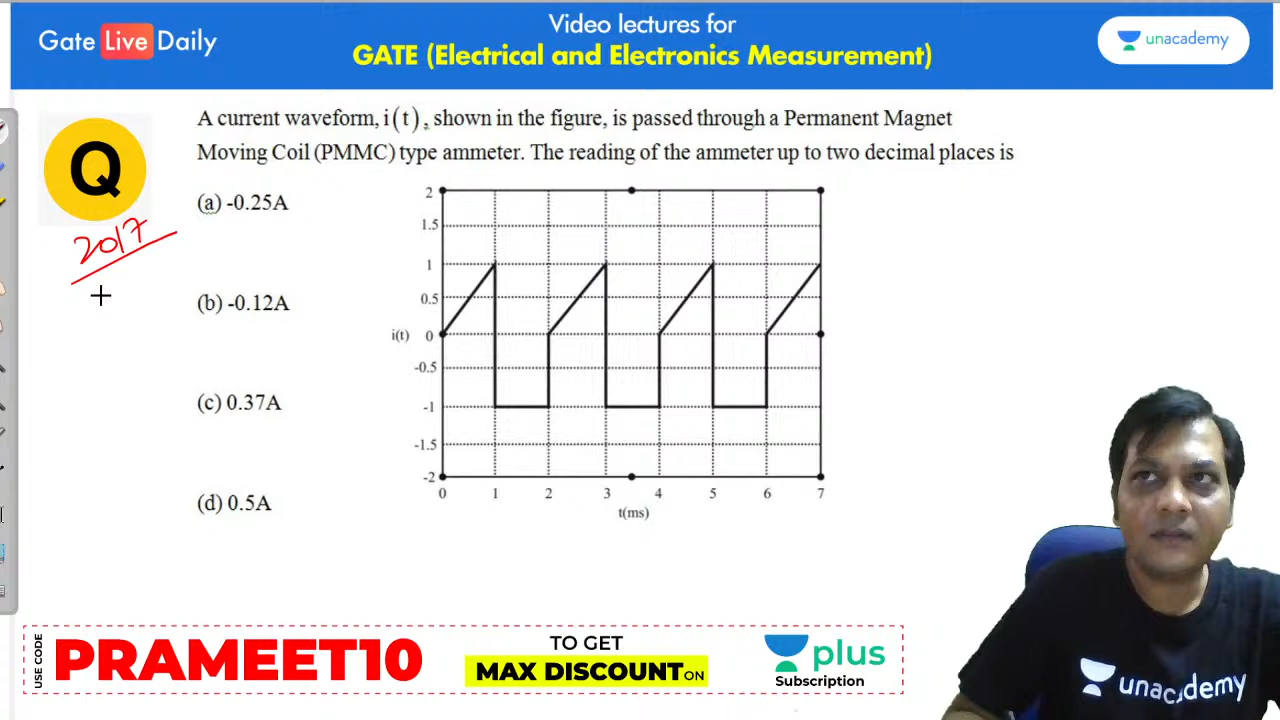 Gate Live Daily
Video lectures for
GATE (Electrical and Electronics Measurement)
unacademy
Q
2017
A current waveform, i(t), shown in the figure, is passed through a Permanent Magnet
Moving Coil (PMMC) type ammeter. The reading of the ammeter up to two decimal places is
(a) -0.25A
(b) -0.12A
(c) 0.37A
(d) 0.5A
2
1.5
1
0.5
i(t) 0
-0.5
-1
-1.5
-2
0 1 2 3 4 5 6 7
t(ms)
USE CODE
PRAMEET10
TO GET
MAX DISCOUNT ON
plus
Subscription
unacademy